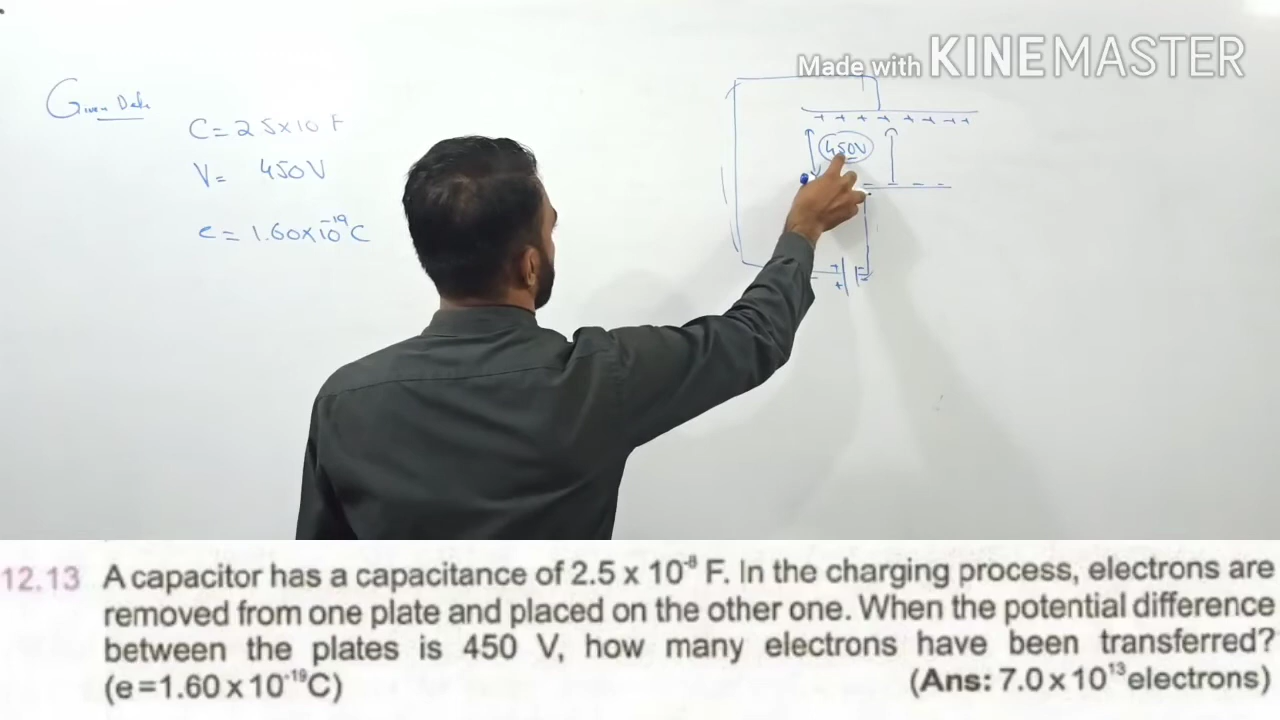 Made with KINEMASTER
Given Data
C = 25×10 F
V = 450V
e = 1.60×10⁻¹⁹C
+ + + + + + + +
450V
- - - -
+ -
+
12.13 A capacitor has a capacitance of 2.5 x 10⁻⁸ F. In the charging process, electrons are
removed from one plate and placed on the other one. When the potential difference
between the plates is 450 V, how many electrons have been transferred?
(e=1.60 x 10⁻¹⁹C) (Ans: 7.0 x 10¹³ electrons)